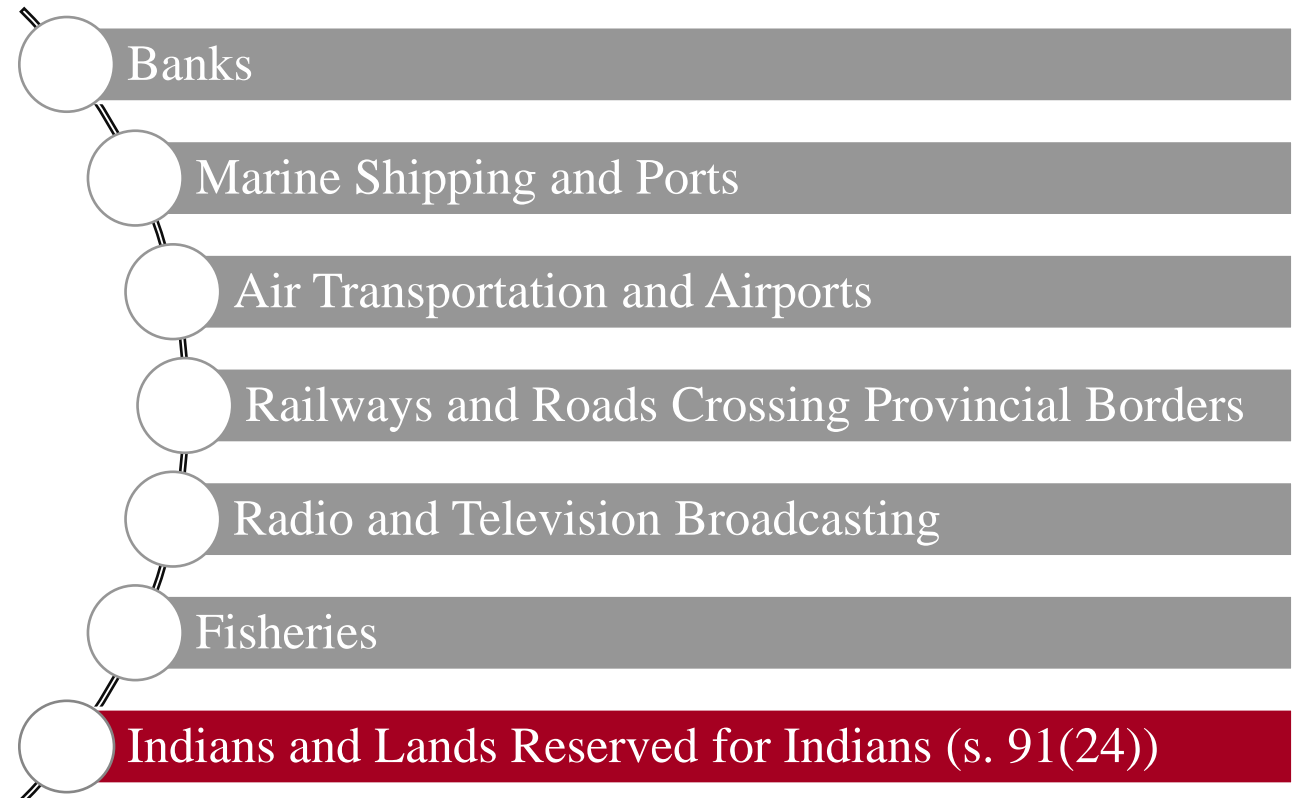 Banks
Marine Shipping and Ports
Air Transportation and Airports
Railways and Roads Crossing Provincial Borders
Radio and Television Broadcasting
Fisheries
Indians and Lands Reserved for Indians (s. 91(24))